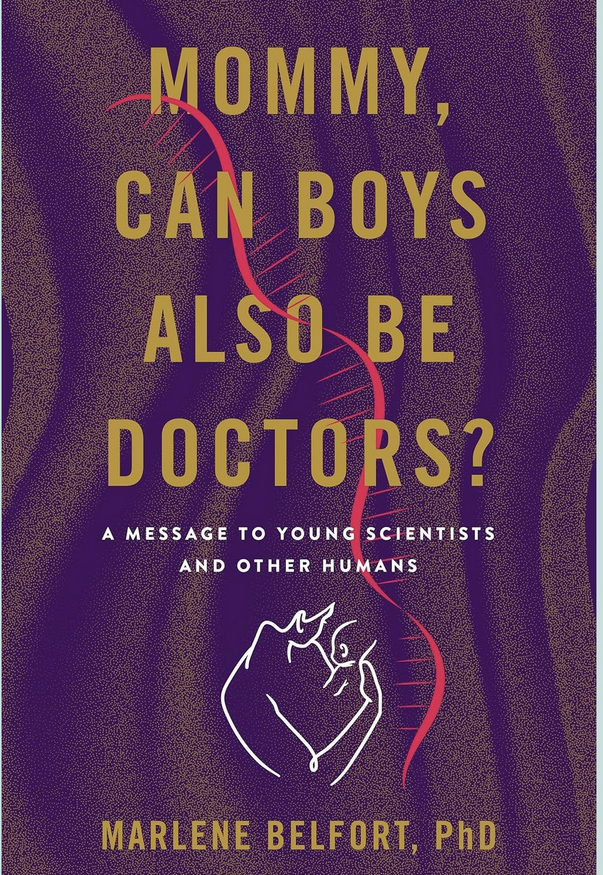 MOMMY,
CAN BOYS
ALSO BE
DOCTORS?
A MESSAGE TO YOUNG SCIENTISTS
AND OTHER HUMANS
MARLENE BELFORT, PhD